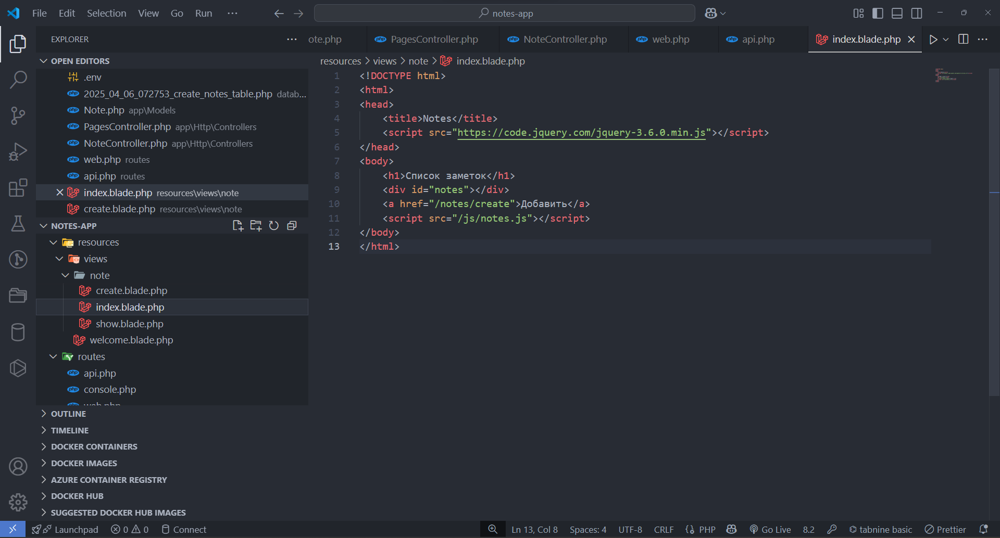 File Edit Selection View Go Run ··· notes-app
EXPLORER ···
OPEN EDITORS
.env
2025_04_06_072753_create_notes_table.php datab...
Note.php app\Models
PagesController.php app\Http\Controllers
NoteController.php app\Http\Controllers
web.php routes
api.php routes
index.blade.php resources\views\note
create.blade.php resources\views\note
NOTES-APP
resources
views
note
create.blade.php
index.blade.php
show.blade.php
welcome.blade.php
routes
api.php
console.php
web.php
OUTLINE
TIMELINE
DOCKER CONTAINERS
DOCKER IMAGES
AZURE CONTAINER REGISTRY
DOCKER HUB
SUGGESTED DOCKER HUB IMAGES
ote.php PagesController.php NoteController.php web.php api.php index.blade.php
resources > views > note > index.blade.php
1 <!DOCTYPE html>
2 <html>
3 <head>
4     <title>Notes</title>
5     <script src="https://code.jquery.com/jquery-3.6.0.min.js"></script>
6 </head>
7 <body>
8     <h1>Список заметок</h1>
9     <div id="notes"></div>
10     <a href="/notes/create">Добавить</a>
11     <script src="/js/notes.js"></script>
12 </body>
13 </html>
Launchpad 0 0 Connect Ln 13, Col 8 Spaces: 4 UTF-8 CRLF PHP Go Live 8.2 tabnine basic Prettier